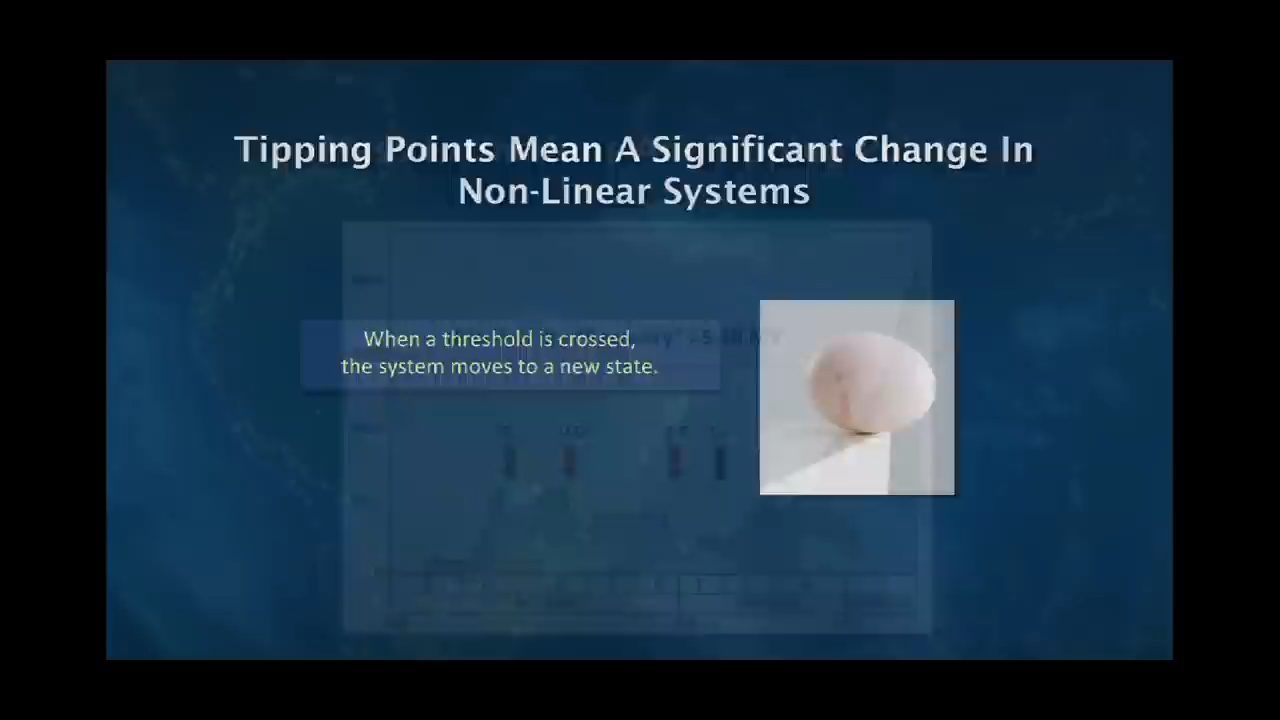 Tipping Points Mean A Significant Change In
Non-Linear Systems
When a threshold is crossed,
the system moves to a new state.